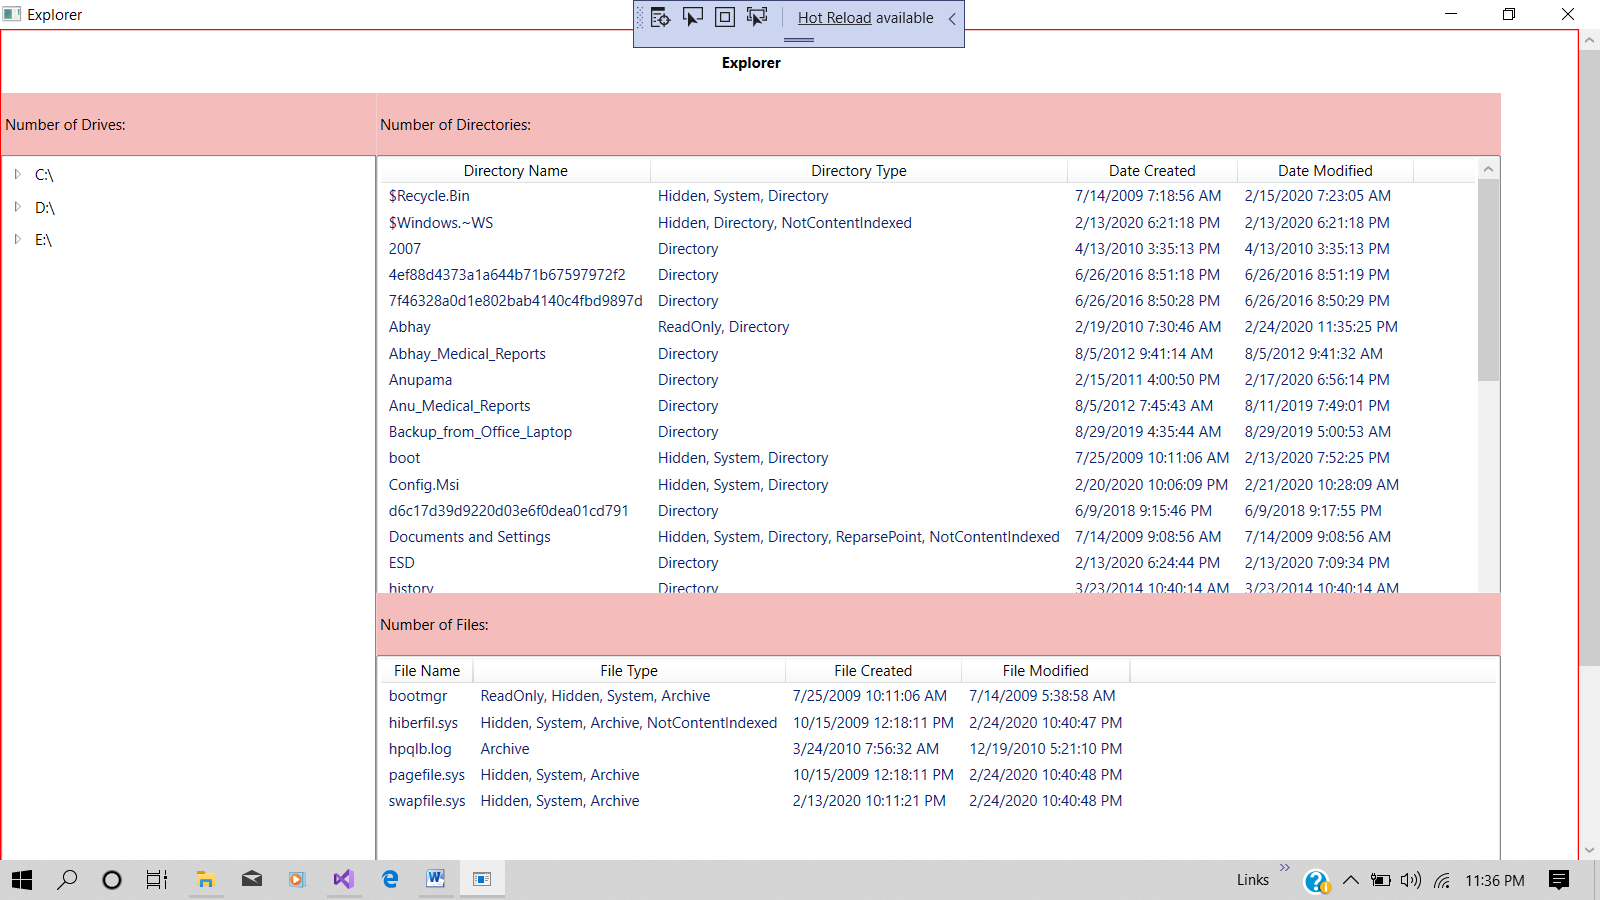 Explorer
Hot Reload available
Explorer
Number of Drives:
Number of Directories:
C:\
D:\
E:\
Directory Name Directory Type Date Created Date Modified
$Recycle.Bin Hidden, System, Directory 7/14/2009 7:18:56 AM 2/15/2020 7:23:05 AM
$Windows.~WS Hidden, Directory, NotContentIndexed 2/13/2020 6:21:18 PM 2/13/2020 6:21:18 PM
2007 Directory 4/13/2010 3:35:13 PM 4/13/2010 3:35:13 PM
4ef88d4373a1a644b71b67597972f2 Directory 6/26/2016 8:51:18 PM 6/26/2016 8:51:19 PM
7f46328a0d1e802bab4140c4fbd9897d Directory 6/26/2016 8:50:28 PM 6/26/2016 8:50:29 PM
Abhay ReadOnly, Directory 2/19/2010 7:30:46 AM 2/24/2020 11:35:25 PM
Abhay_Medical_Reports Directory 8/5/2012 9:41:14 AM 8/5/2012 9:41:32 AM
Anupama Directory 2/15/2011 4:00:50 PM 2/17/2020 6:56:14 PM
Anu_Medical_Reports Directory 8/5/2012 7:45:43 AM 8/11/2019 7:49:01 PM
Backup_from_Office_Laptop Directory 8/29/2019 4:35:44 AM 8/29/2019 5:00:53 AM
boot Hidden, System, Directory 7/25/2009 10:11:06 AM 2/13/2020 7:52:25 PM
Config.Msi Hidden, System, Directory 2/20/2020 10:06:09 PM 2/21/2020 10:28:09 AM
d6c17d39d9220d03e6f0dea01cd791 Directory 6/9/2018 9:15:46 PM 6/9/2018 9:17:55 PM
Documents and Settings Hidden, System, Directory, ReparsePoint, NotContentIndexed 7/14/2009 9:08:56 AM 7/14/2009 9:08:56 AM
ESD Directory 2/13/2020 6:24:44 PM 2/13/2020 7:09:34 PM
history Directory 3/23/2014 10:40:14 AM 3/23/2014 10:40:14 AM
Number of Files:
File Name File Type File Created File Modified
bootmgr ReadOnly, Hidden, System, Archive 7/25/2009 10:11:06 AM 7/14/2009 5:38:58 AM
hiberfil.sys Hidden, System, Archive, NotContentIndexed 10/15/2009 12:18:11 PM 2/24/2020 10:40:47 PM
hpqlb.log Archive 3/24/2010 7:56:32 AM 12/19/2010 5:21:10 PM
pagefile.sys Hidden, System, Archive 10/15/2009 12:18:11 PM 2/24/2020 10:40:48 PM
swapfile.sys Hidden, System, Archive 2/13/2020 10:11:21 PM 2/24/2020 10:40:48 PM
Links 11:36 PM